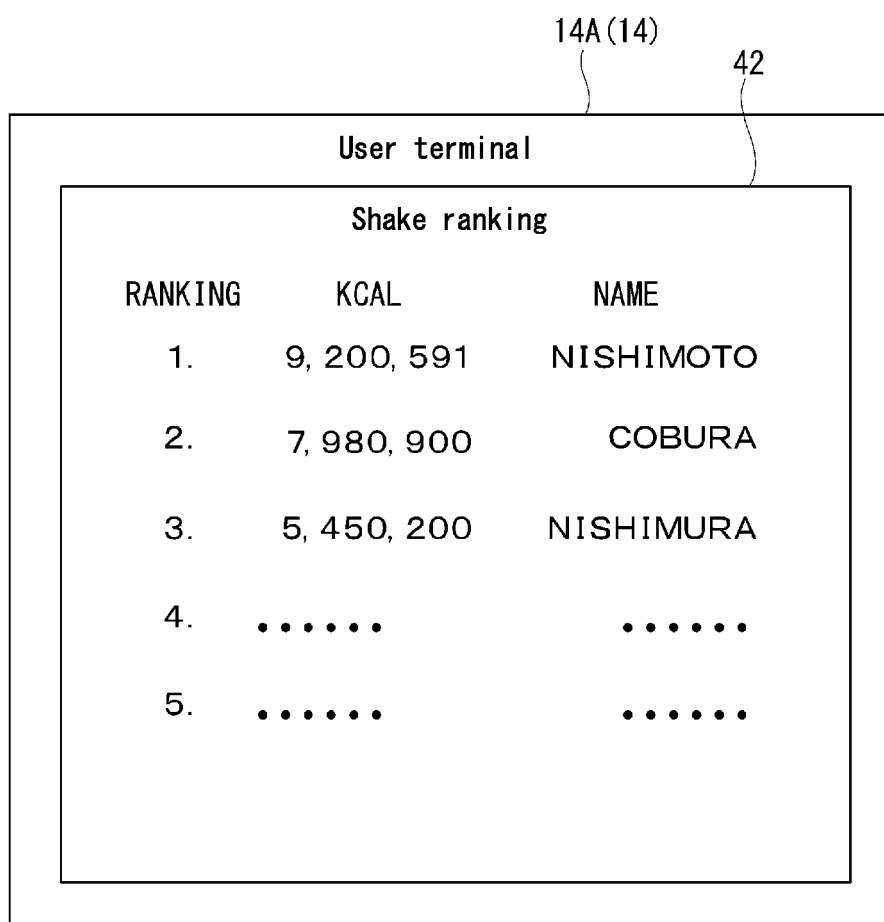 14A(14)
42
User terminal
Shake ranking
RANKING KCAL NAME
1. 9,200,591 NISHIMOTO
2. 7,980,900 COBURA
3. 5,450,200 NISHIMURA
4. •••••• ••••••
5. •••••• ••••••